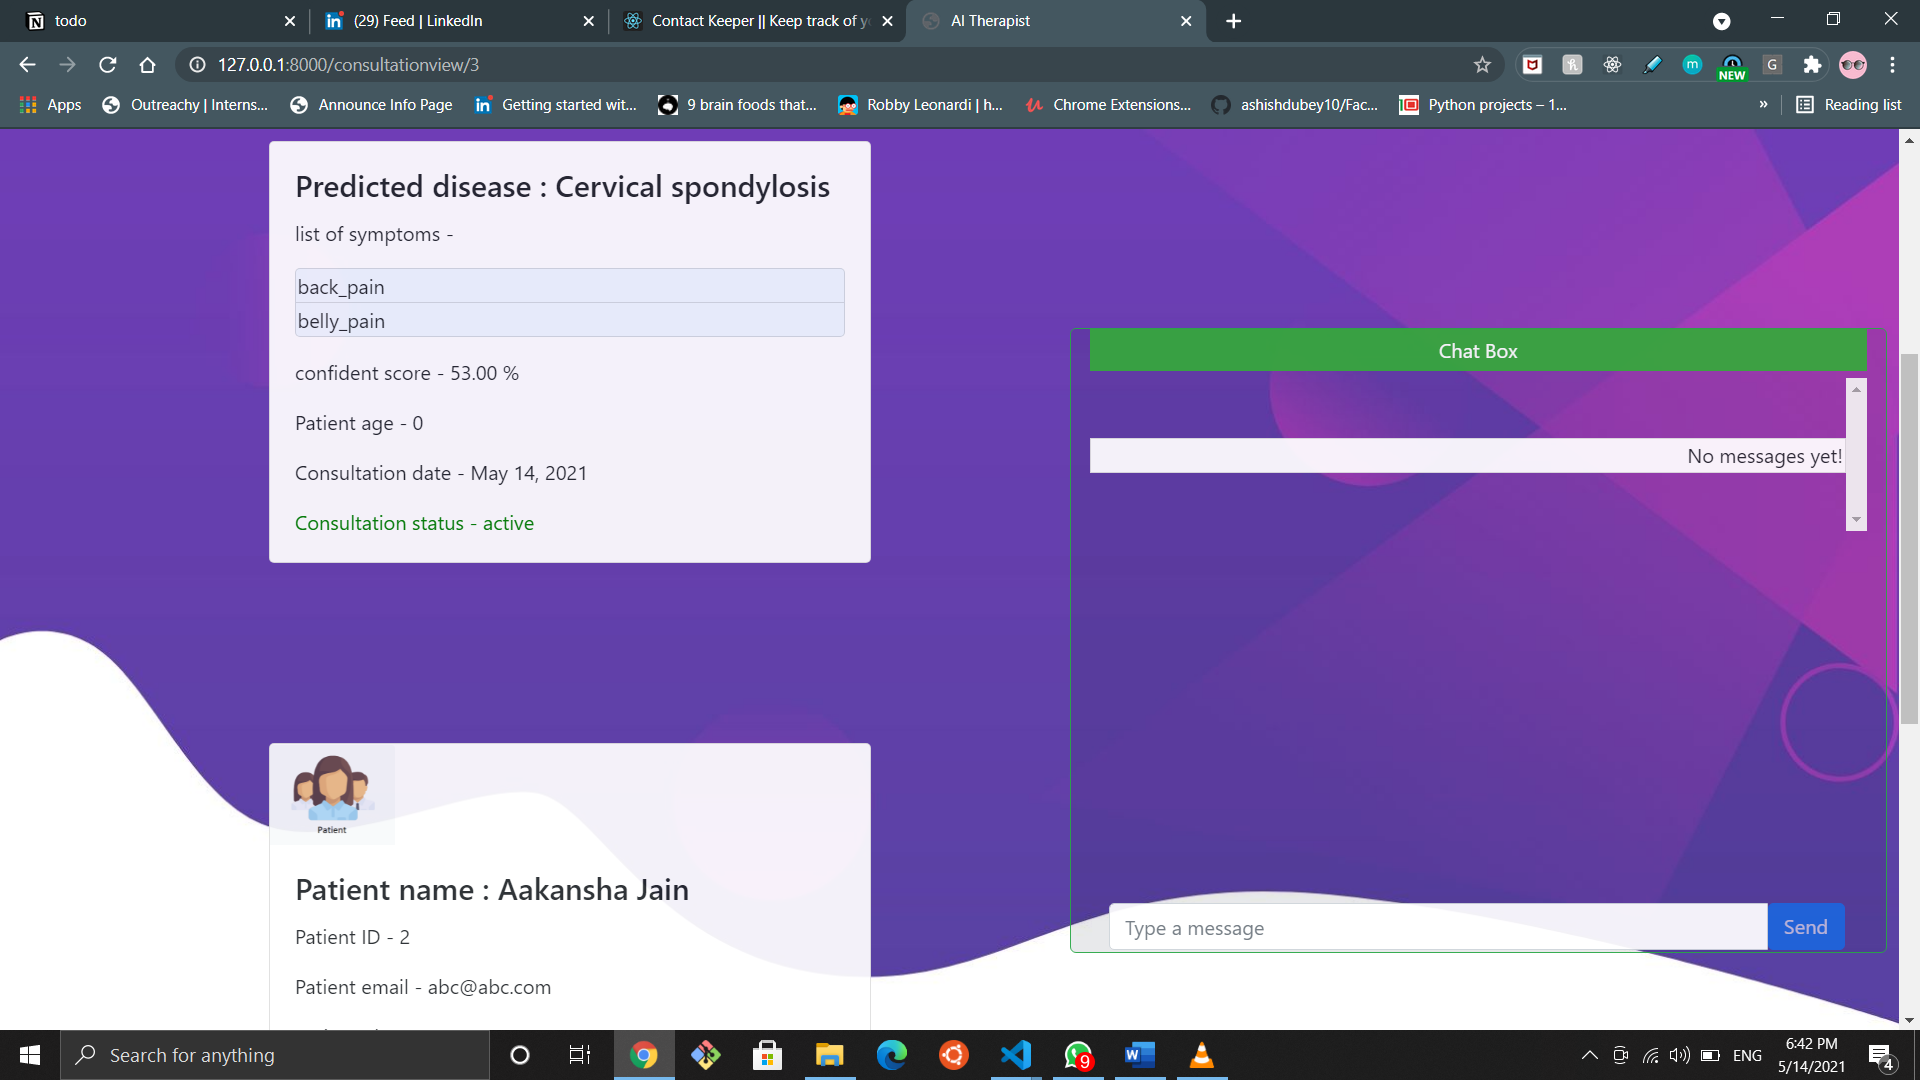 todo
(29) Feed | LinkedIn
Contact Keeper || Keep track of yo
AI Therapist
127.0.0.1:8000/consultationview/3
NEW
Apps
Outreachy | Interns...
Announce Info Page
Getting started wit...
9 brain foods that...
Robby Leonardi | h...
Chrome Extensions...
ashishdubey10/Fac...
Python projects – 1...
»
Reading list
Predicted disease : Cervical spondylosis
list of symptoms -
back_pain
belly_pain
confident score - 53.00 %
Patient age - 0
Consultation date - May 14, 2021
Consultation status - active
Chat Box
No messages yet!
Type a message
Send
Patient
Patient name : Aakansha Jain
Patient ID - 2
Patient email - abc@abc.com
Search for anything
9
ENG
6:42 PM
5/14/2021
4